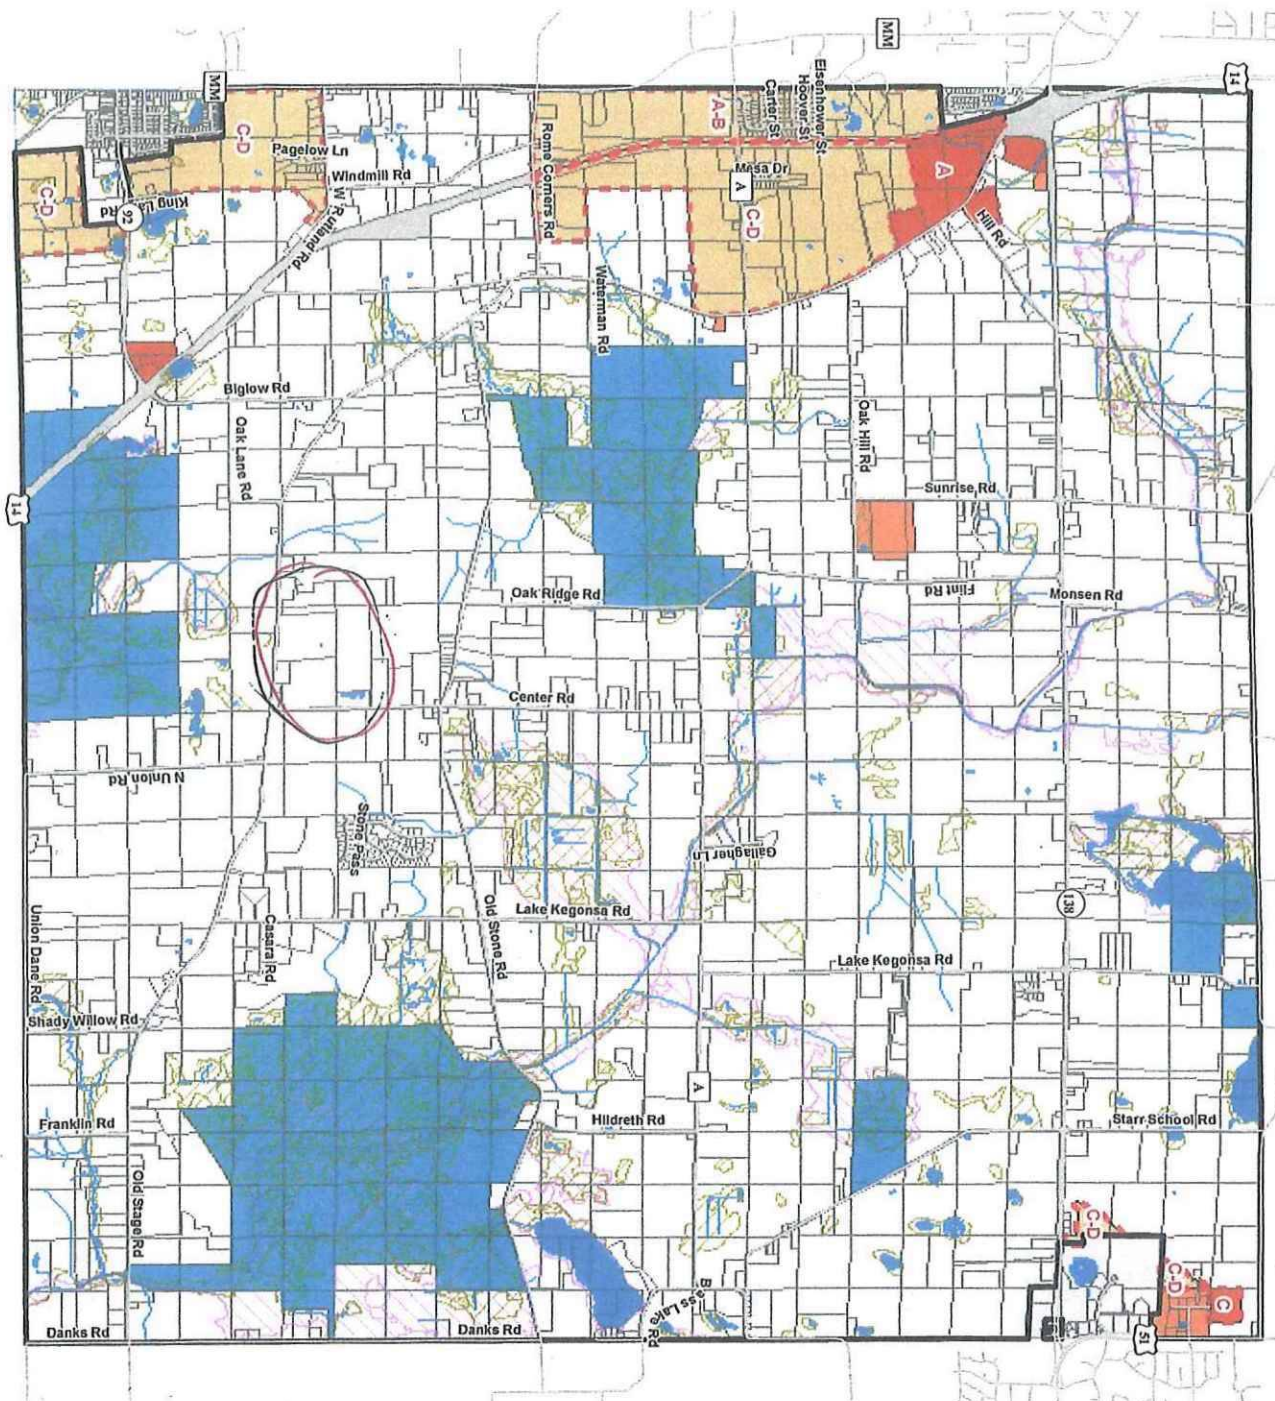 MM
MM
14
Eisenhower St
Hoover St
Carter St
A-B
C-D
Pagelow Ln
Windmill Rd
Rome Corners Rd
Mesa Dr
A
A
C-D
Hill Rd
C-D
92
W Rutland Rd
Waterman Rd
Biglow Rd
Oak Lane Rd
Oak Hill Rd
Sunrise Rd
14
Oak Ridge Rd
Flint Rd
Monsen Rd
Center Rd
N Union Rd
Stone Pass
Gallagher Ln
Union Dane Rd
Casara Rd
Old Stone Rd
Lake Kegonsa Rd
138
Lake Kegonsa Rd
Shady Willow Rd
A
Franklin Rd
Hildreth Rd
Starr School Rd
Old Stage Rd
C-D
C-D
C
Bass Lake Rd
Danks Rd
Danks Rd
51